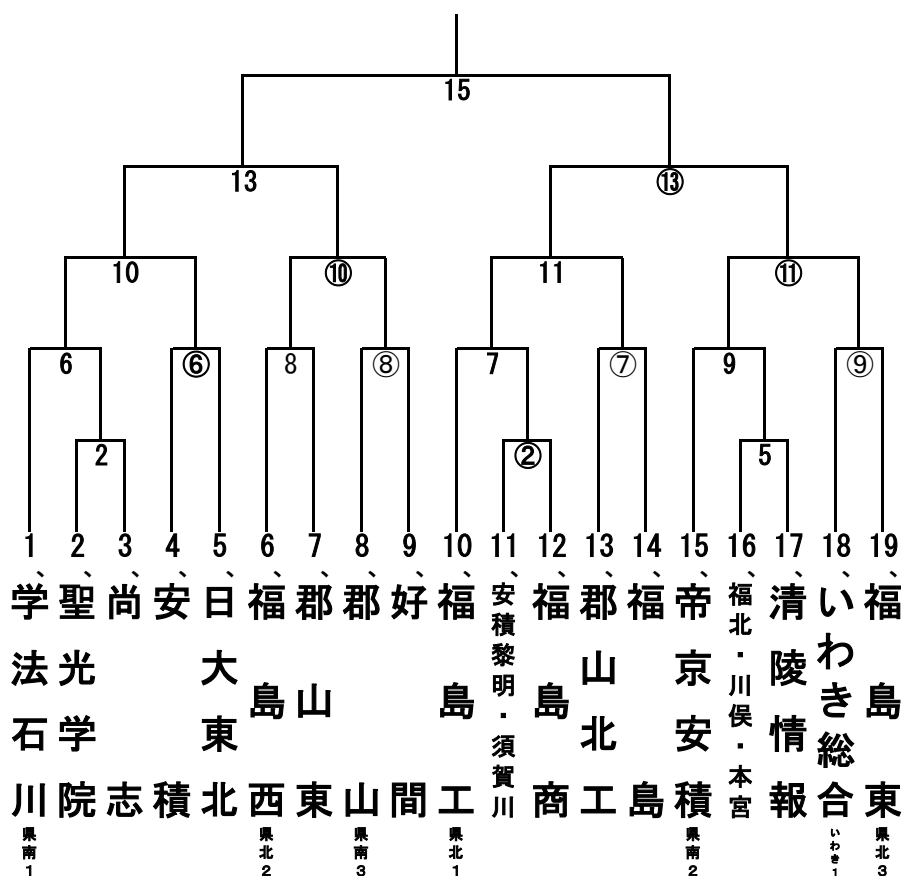 15
13
⑬
10
⑩
11
⑪
6
⑥
8
⑧
7
⑦
9
⑨
2
②
5
1、学法石川 県南1
2、聖光学院
3、尚志
4、安積
5、日大東北
6、福島西 県北2
7、郡山東
8、郡山 県南3
9、好間
10、福島工 県北1
11、安積黎明・須賀川
12、福島商
13、郡山北工
14、福島
15、帝京安積 県南2
16、福北・川俣・本宮
17、清陵情報
18、いわき総合 いわき1
19、福島東 県北3